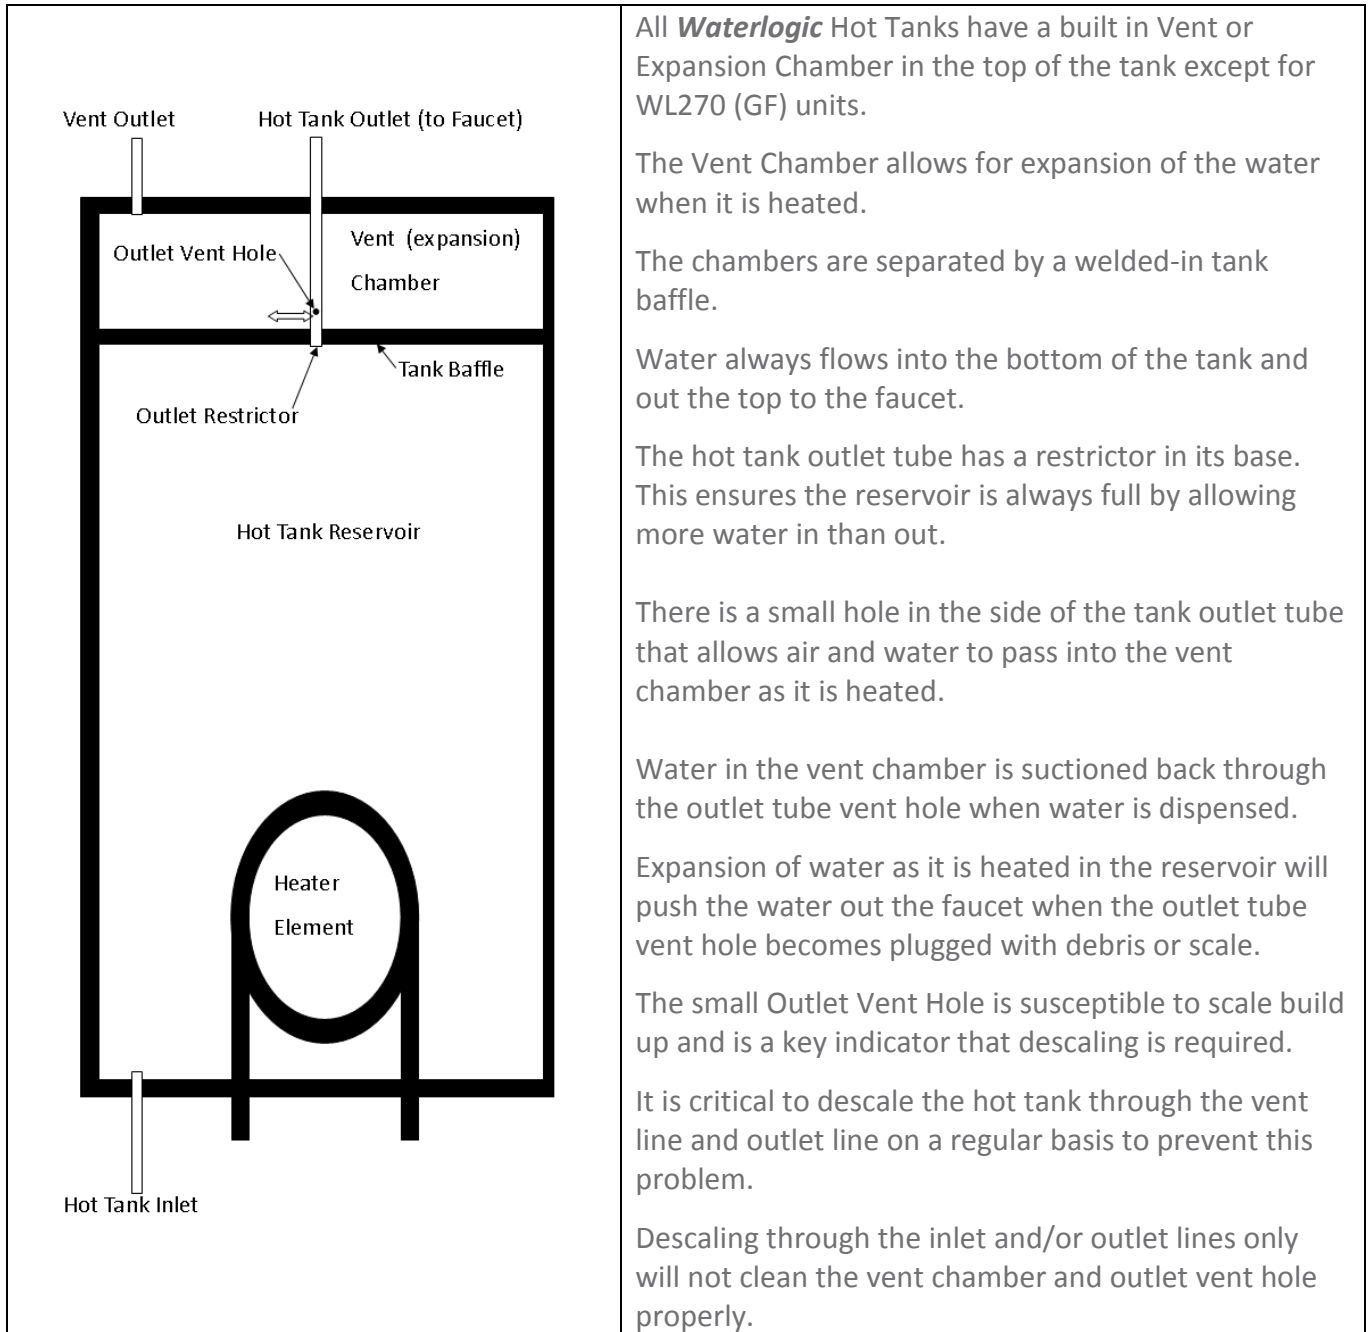 Vent Outlet
Hot Tank Outlet (to Faucet)
Outlet Vent Hole
Vent (expansion)
Chamber
Tank Baffle
Outlet Restrictor
Hot Tank Reservoir
Heater
Element
Hot Tank Inlet
All Waterlogic Hot Tanks have a built in Vent or
Expansion Chamber in the top of the tank except for
WL270 (GF) units.
The Vent Chamber allows for expansion of the water
when it is heated.
The chambers are separated by a welded-in tank
baffle.
Water always flows into the bottom of the tank and
out the top to the faucet.
The hot tank outlet tube has a restrictor in its base.
This ensures the reservoir is always full by allowing
more water in than out.
There is a small hole in the side of the tank outlet tube
that allows air and water to pass into the vent
chamber as it is heated.
Water in the vent chamber is suctioned back through
the outlet tube vent hole when water is dispensed.
Expansion of water as it is heated in the reservoir will
push the water out the faucet when the outlet tube
vent hole becomes plugged with debris or scale.
The small Outlet Vent Hole is susceptible to scale build
up and is a key indicator that descaling is required.
It is critical to descale the hot tank through the vent
line and outlet line on a regular basis to prevent this
problem.
Descaling through the inlet and/or outlet lines only
will not clean the vent chamber and outlet vent hole
properly.